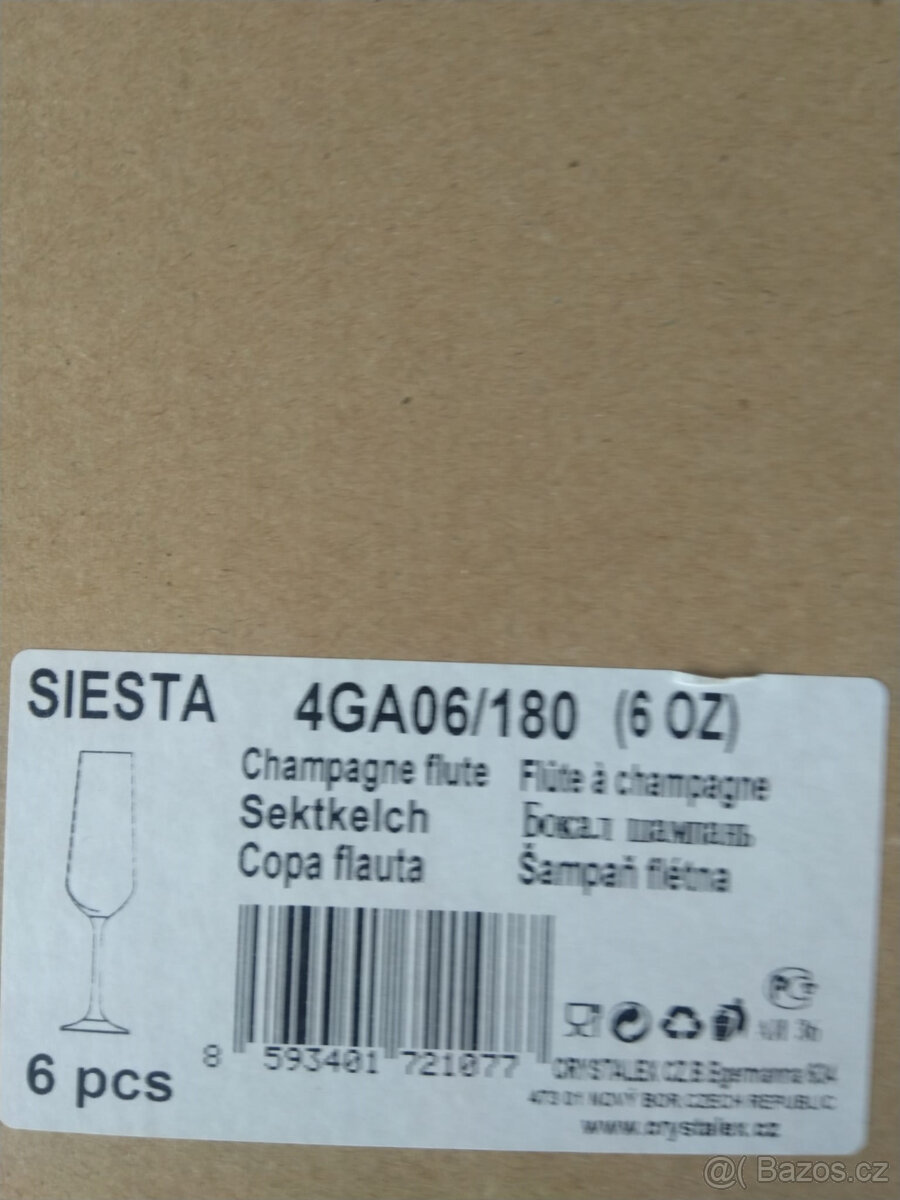 SIESTA 4GA06/180 (6 OZ)
Champagne flute Flûte à champagne
Sektkelch Бокал шампань
Copa flauta Šampaň flétna
8 593401 721077
6 pcs
CRYSTALEX CZ,B.Egermanna 634
473 01 NOVÝ BOR, CZECH REPUBLIC
www.crystalex.cz
@( Bazos.cz